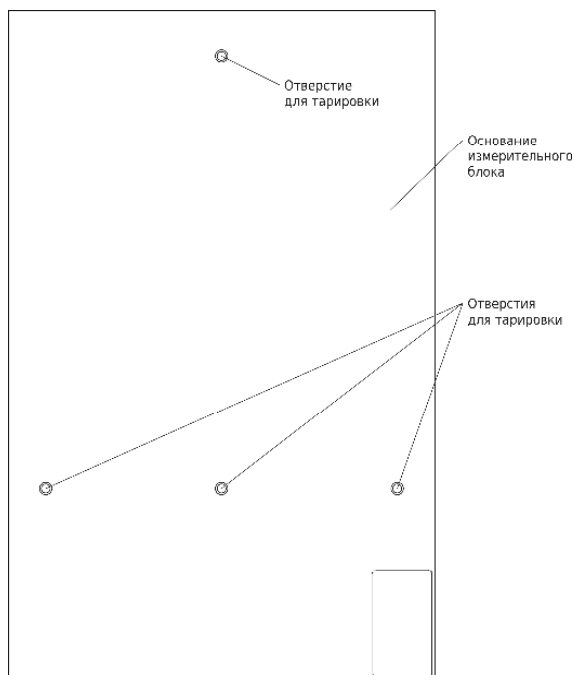 Отверстие
для тарировки
Основание
измерительного
блока
Отверстия
для тарировки